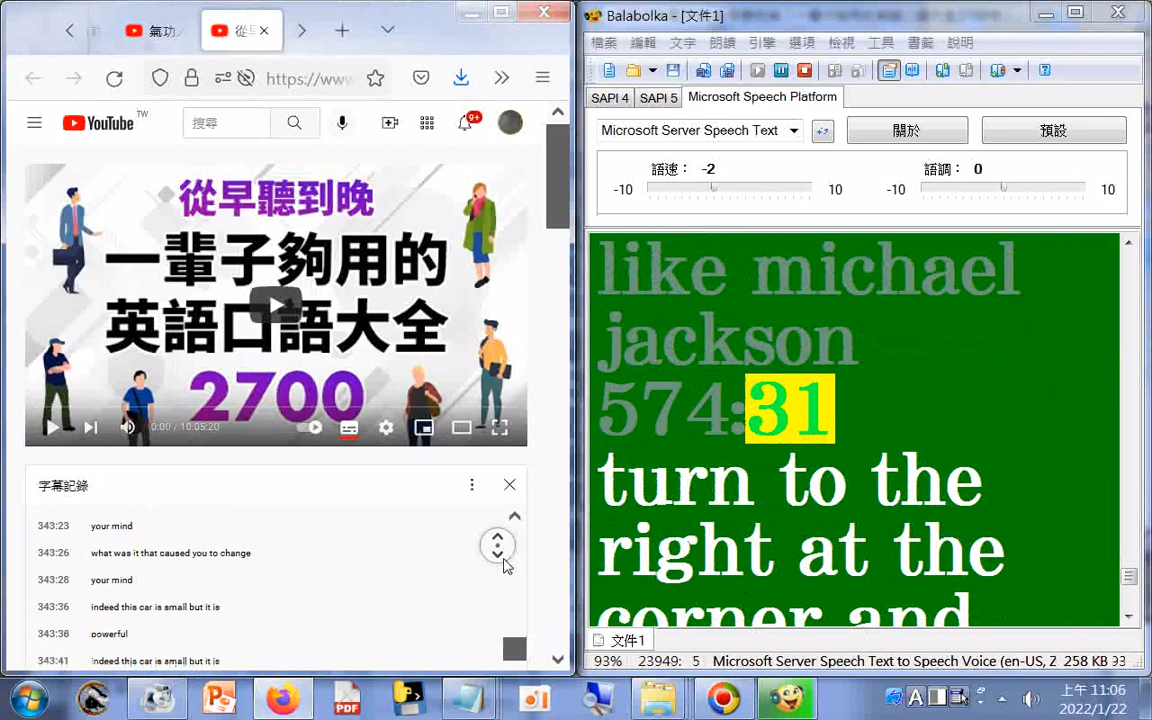 氣功
從
https://www
YouTube
TW
搜尋
9+
從早聽到晚
一輩子夠用的
英語口語大全
2700
0:00 / 10:05:20
字幕記錄
343:23 your mind
343:26 what was it that caused you to change
343:28 your mind
343:36 indeed this car is small but it is
343:38 powerful
343:41 indeed this car is small but it is
Balabolka - [文件1]
檔案 編輯 文字 朗讀 引擎 選項 檢視 工具 書籤 說明
SAPI 4 SAPI 5 Microsoft Speech Platform
Microsoft Server Speech Text
關於
預設
語速： -2
語調： 0
-10 10
-10 10
like michael
jackson
574:31
turn to the
right at the
corner and
文件1
93% 23949: 5 Microsoft Server Speech Text to Speech Voice (en-US, Z 258 KB 93
PDF
A
上午 11:06
2022/1/22